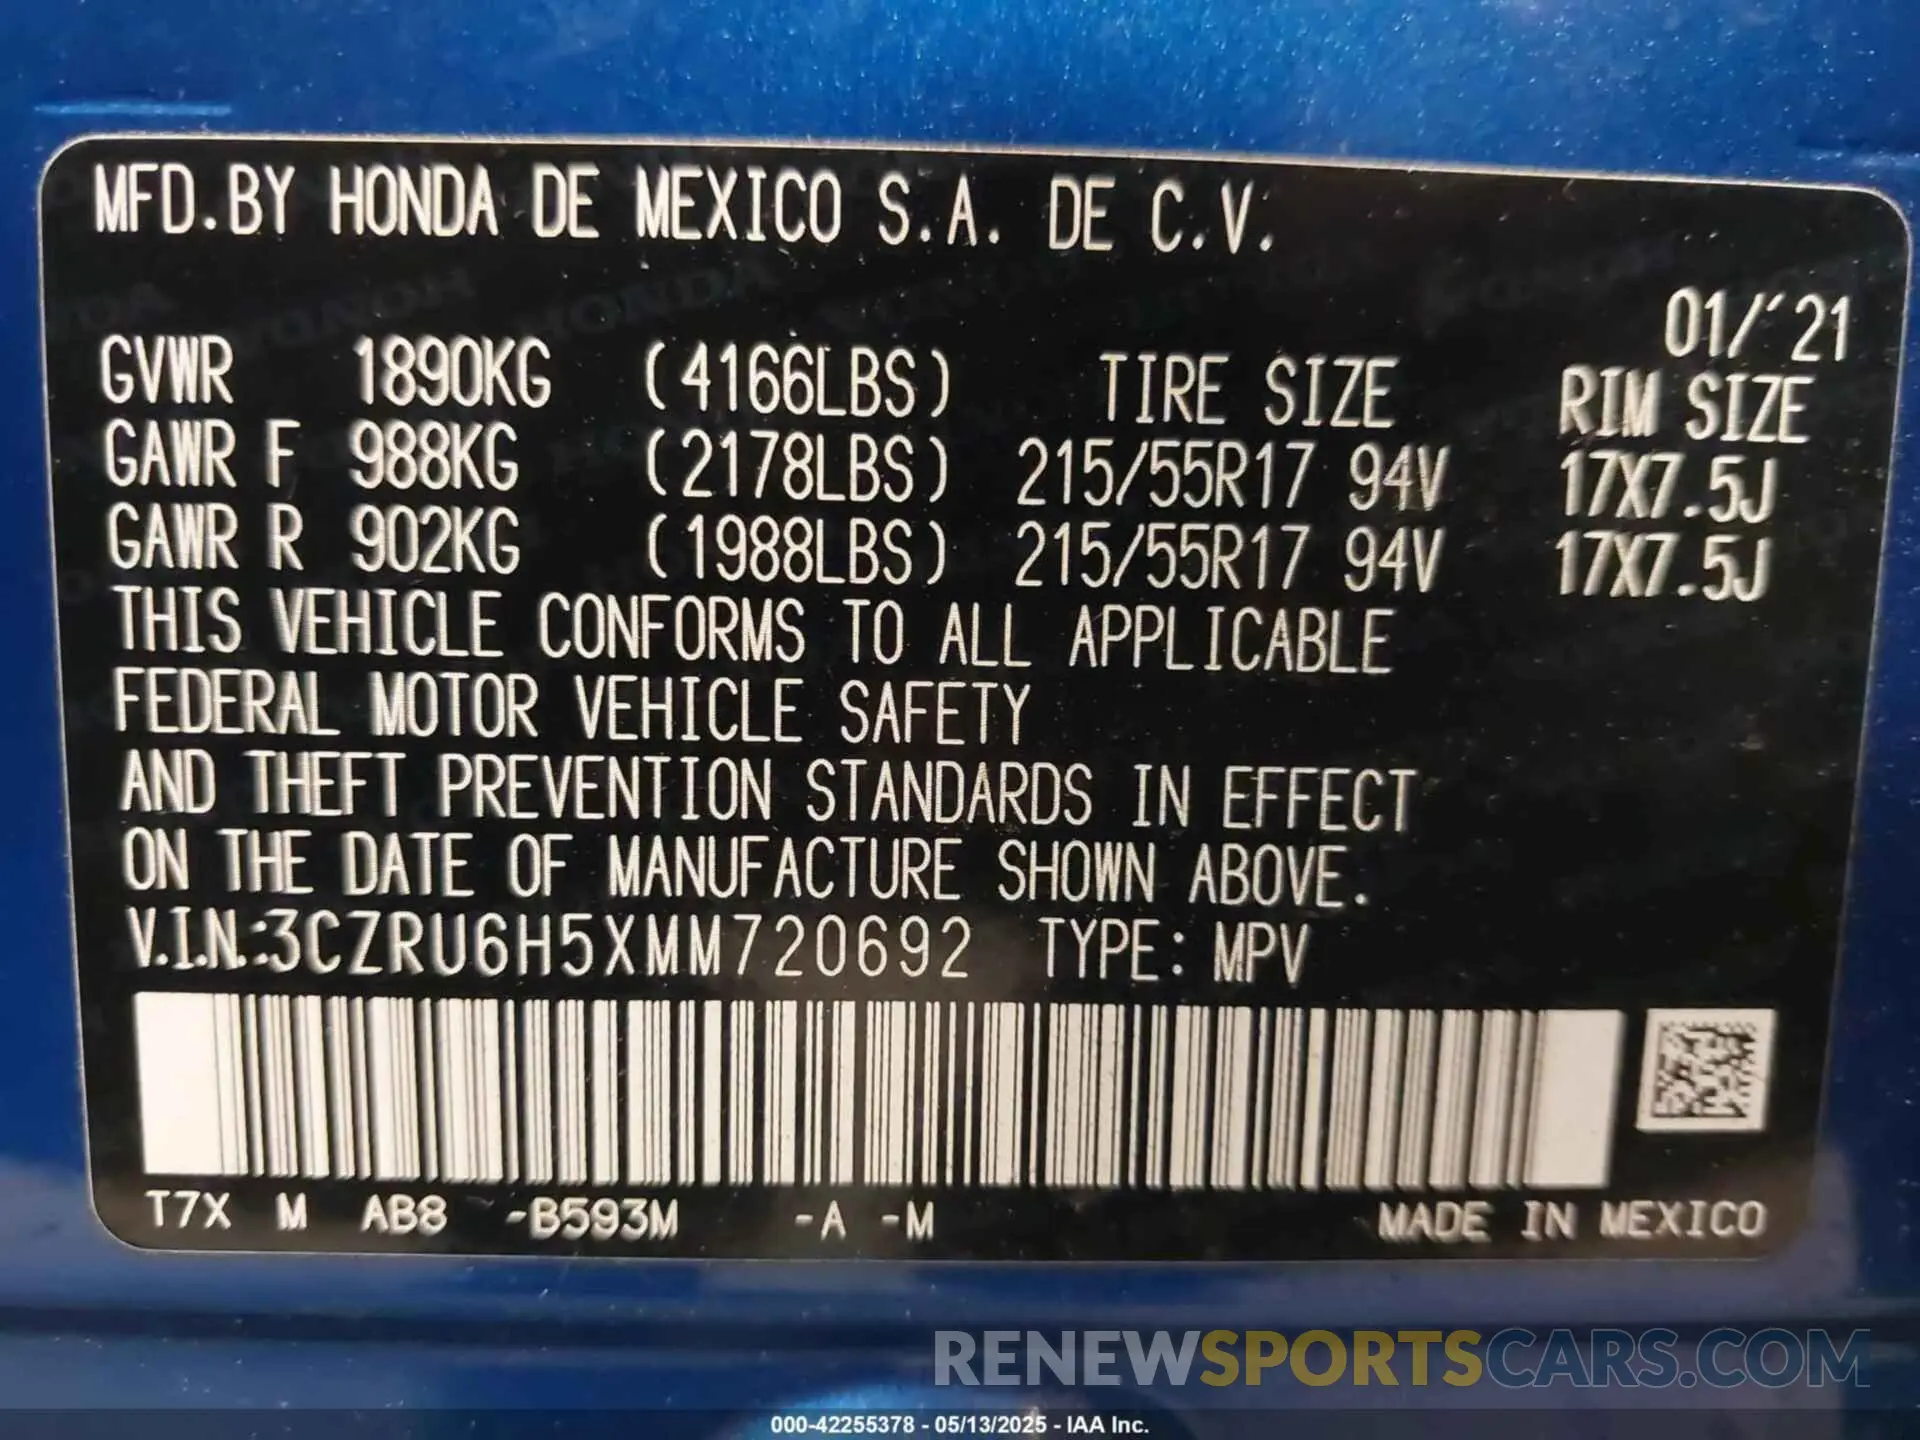 MFD.BY HONDA DE MEXICO S.A. DE C.V.
01/'21
GVWR 1890KG (4166LBS) TIRE SIZE RIM SIZE
GAWR F 988KG (2178LBS) 215/55R17 94V 17X7.5J
GAWR R 902KG (1988LBS) 215/55R17 94V 17X7.5J
THIS VEHICLE CONFORMS TO ALL APPLICABLE
FEDERAL MOTOR VEHICLE SAFETY
AND THEFT PREVENTION STANDARDS IN EFFECT
ON THE DATE OF MANUFACTURE SHOWN ABOVE.
V.I.N.:3CZRU6H5XMM720692 TYPE: MPV
T7X M AB8 -B593M -A -M MADE IN MEXICO
RENEWSPORTSCARS.COM
000-42255378 - 05/13/2025 - IAA Inc.